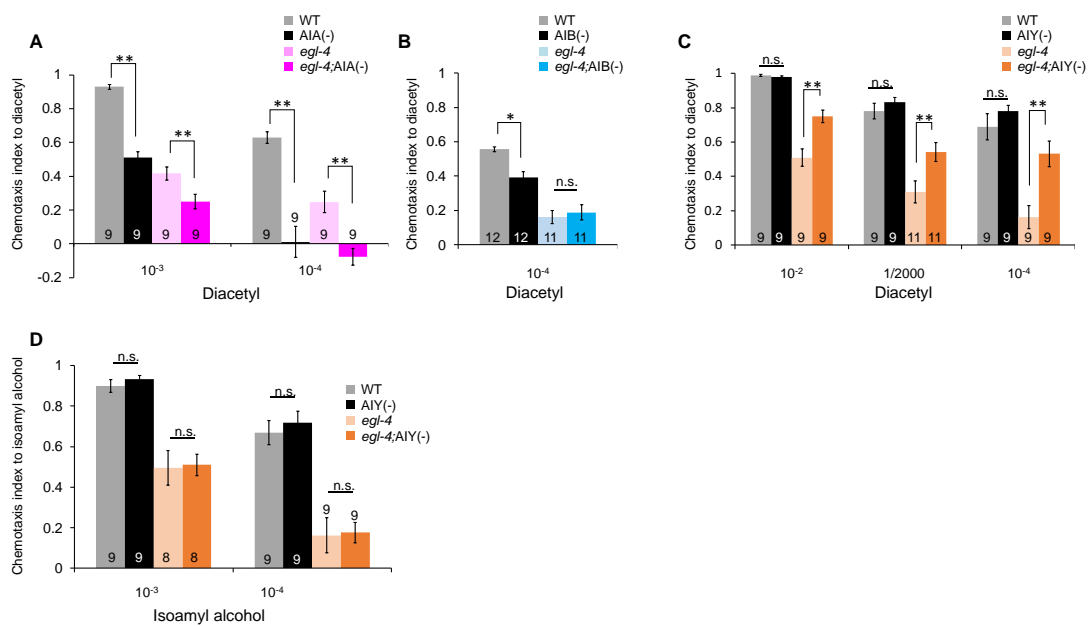 A
WT
AIA(-)
egl-4
egl-4;AIA(-)
Chemotaxis index to diacetyl
1
0.8
0.6
0.4
0.2
0
-0.2
**
**
**
**
9 9 9 9
9 9 9 9
10-3
10-4
Diacetyl
B
WT
AIB(-)
egl-4
egl-4;AIB(-)
Chemotaxis index to diacetyl
1
0.8
0.6
0.4
0.2
0
*
n.s.
12 12 11 11
10-4
Diacetyl
C
WT
AIY(-)
egl-4
egl-4;AIY(-)
Chemotaxis index to diacetyl
1
0.8
0.6
0.4
0.2
0
n.s.
**
n.s.
**
n.s.
**
9 9 9 9
9 9 11 11
9 9 9 9
10-2
1/2000
10-4
Diacetyl
D
WT
AIY(-)
egl-4
egl-4;AIY(-)
Chemotaxis index to isoamyl alcohol
1
0.8
0.6
0.4
0.2
0
n.s.
n.s.
n.s.
n.s.
9 9 8 8
9 9 9 9
10-3
10-4
Isoamyl alcohol